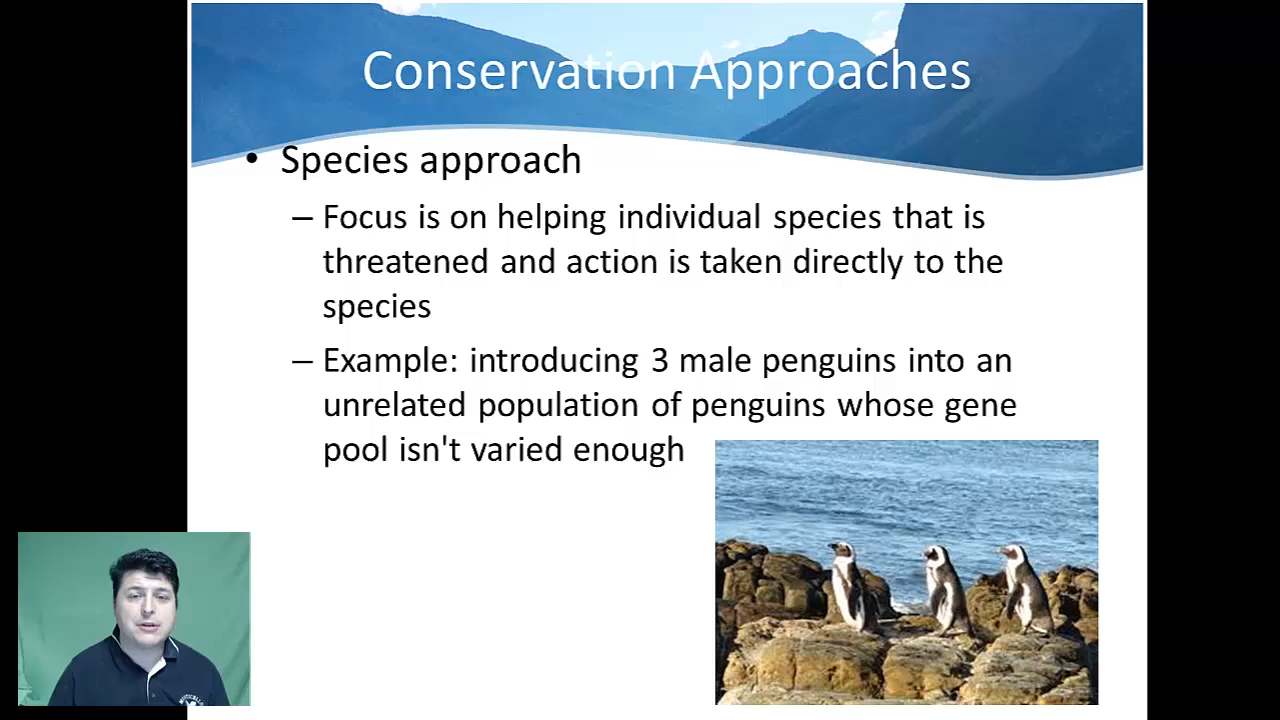 Conservation Approaches
• Species approach
– Focus is on helping individual species that is
threatened and action is taken directly to the
species
– Example: introducing 3 male penguins into an
unrelated population of penguins whose gene
pool isn't varied enough